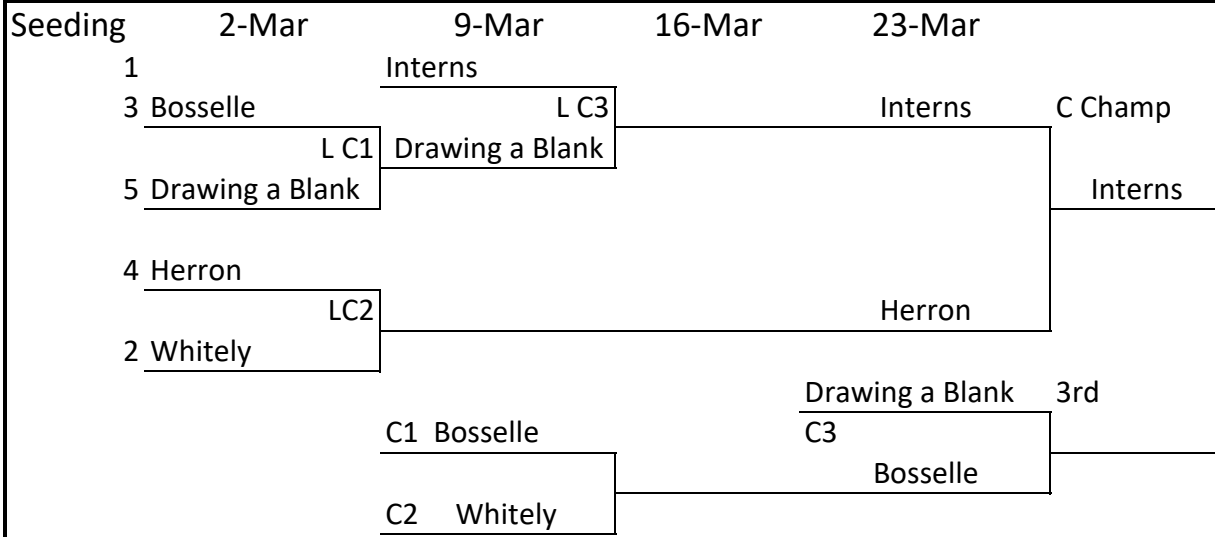 Seeding 2-Mar 9-Mar 16-Mar 23-Mar
1 Interns
3 Bosselle L C3 Interns C Champ
L C1 Drawing a Blank
5 Drawing a Blank Interns
4 Herron
LC2 Herron
2 Whitely
Drawing a Blank 3rd
C1 Bosselle C3
Bosselle
C2 Whitely